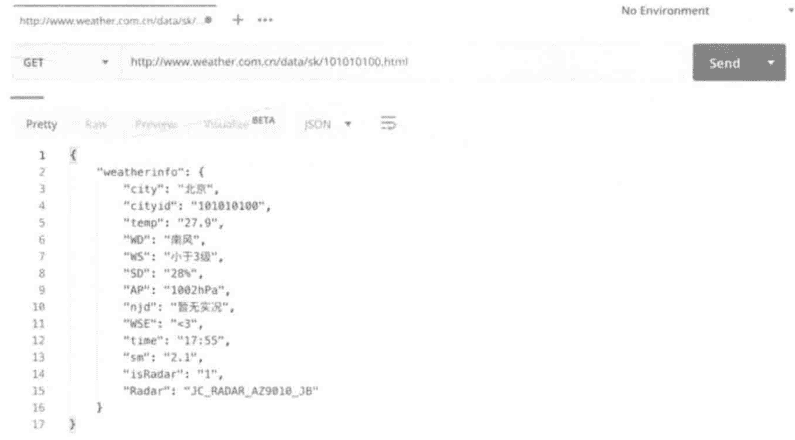 No Environment
http://www.weather.com.cn/data/sk/...
GET http://www.weather.com.cn/data/sk/101010100.html Send
Pretty Raw Preview Visualize BETA JSON
1 {
2 "weatherinfo": {
3 "city": "北京",
4 "cityid": "101010100",
5 "temp": "27.9",
6 "WD": "南风",
7 "WS": "小于3级",
8 "SD": "28%",
9 "AP": "1002hPa",
10 "njd": "暂无实况",
11 "WSE": "<3",
12 "time": "17:55",
13 "sm": "2.1",
14 "isRadar": "1",
15 "Radar": "JC_RADAR_AZ9010_JB"
16 }
17 }